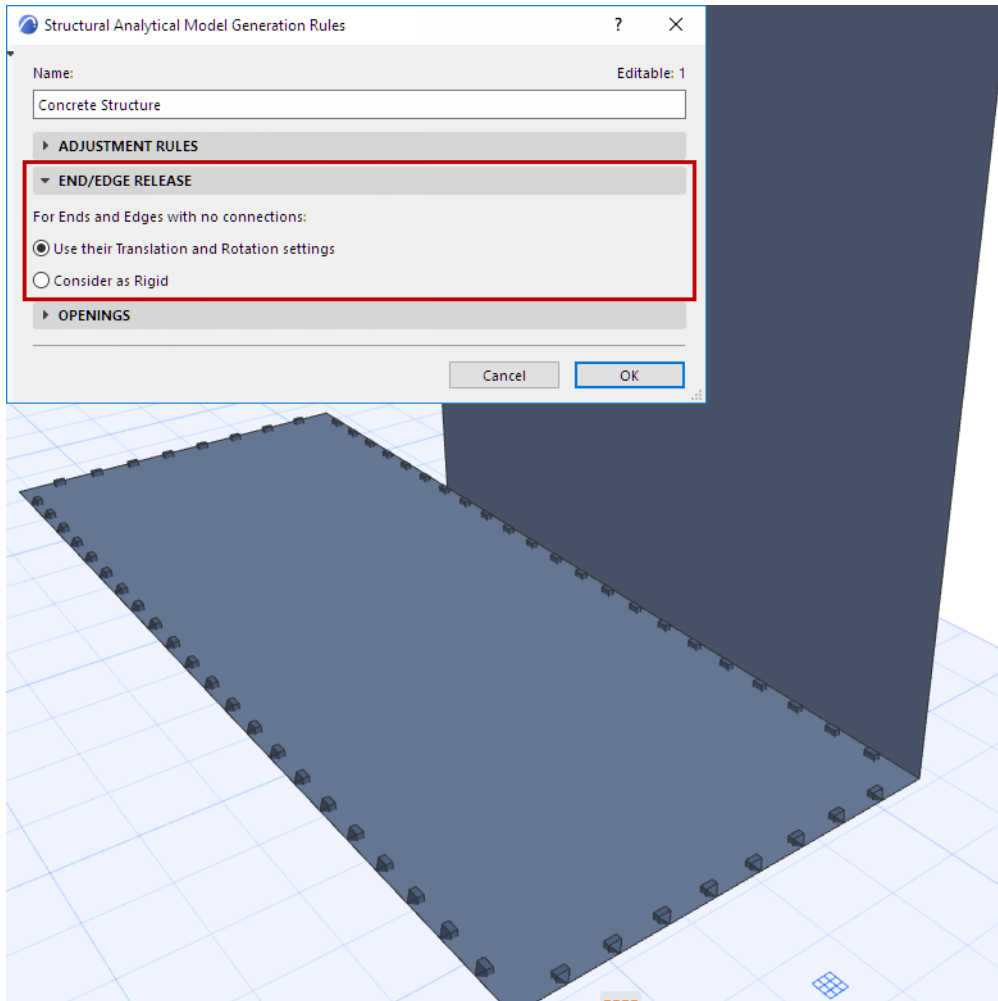 Structural Analytical Model Generation Rules ?
Name: Editable: 1
Concrete Structure
ADJUSTMENT RULES
END/EDGE RELEASE
For Ends and Edges with no connections:
Use their Translation and Rotation settings
Consider as Rigid
OPENINGS
Cancel OK